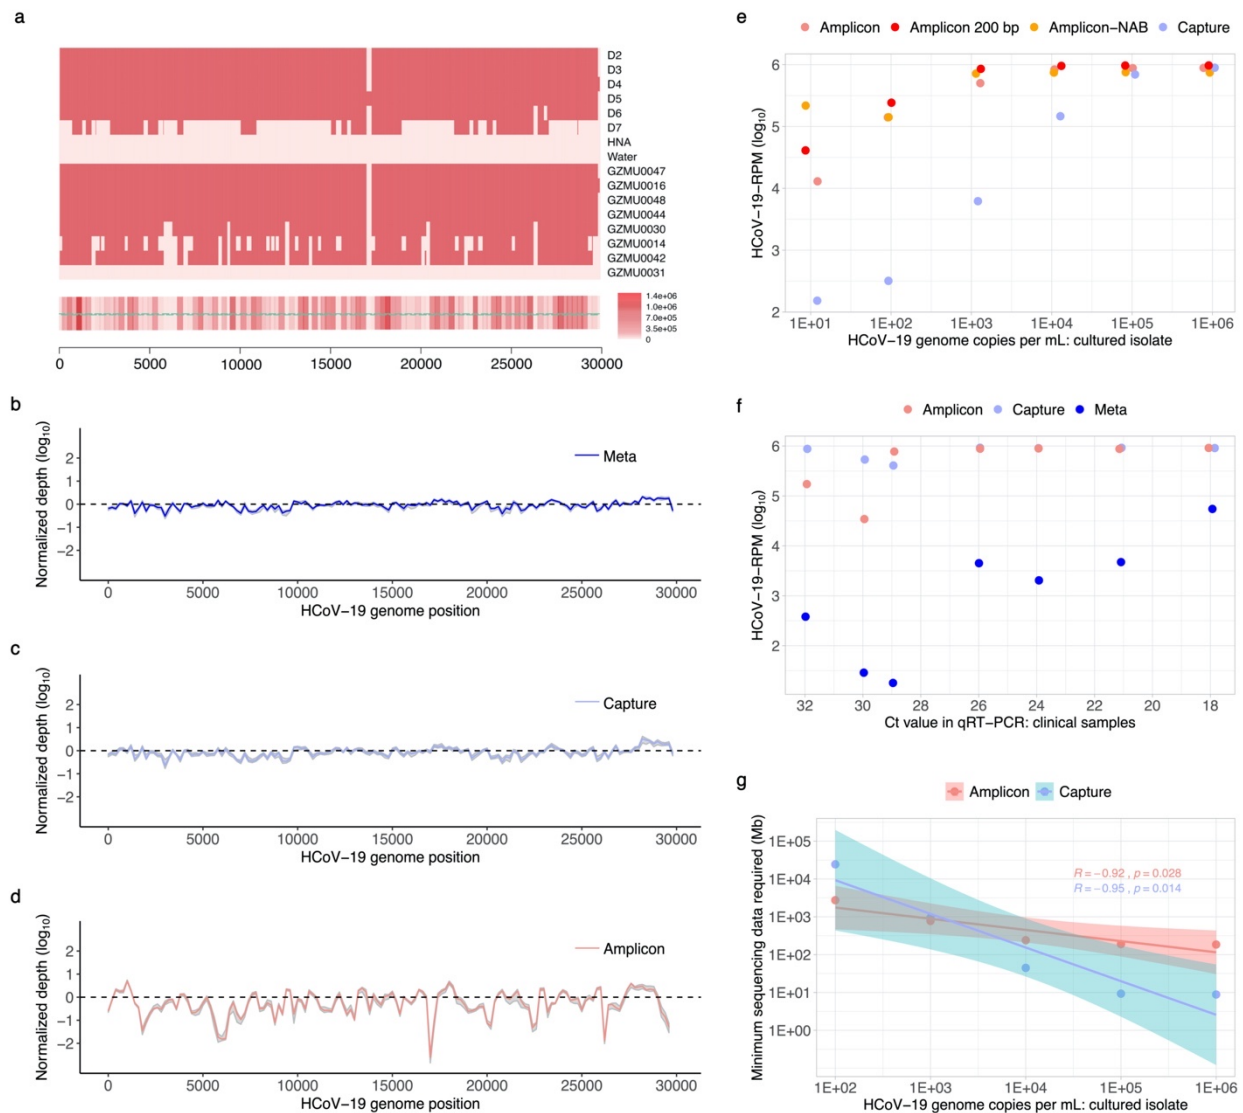 a
D2
D3
D4
D5
D6
D7
HNA
Water
GZMU0047
GZMU0016
GZMU0048
GZMU0044
GZMU0030
GZMU0014
GZMU0042
GZMU0031
1.4e+06
1.0e+06
7.0e+05
3.5e+05
0
0 5000 10000 15000 20000 25000 30000
b
Normalized depth (log10)
2
1
0
−1
−2
Meta
0 5000 10000 15000 20000 25000 30000
HCoV−19 genome position
c
Normalized depth (log10)
2
1
0
−1
−2
Capture
0 5000 10000 15000 20000 25000 30000
HCoV−19 genome position
d
Normalized depth (log10)
2
1
0
−1
−2
Amplicon
0 5000 10000 15000 20000 25000 30000
HCoV−19 genome position
e
Amplicon Amplicon 200 bp Amplicon−NAB Capture
HCoV−19−RPM (log10)
6
5
4
3
2
1E+01 1E+02 1E+03 1E+04 1E+05 1E+06
HCoV−19 genome copies per mL: cultured isolate
f
Amplicon Capture Meta
HCoV−19−RPM (log10)
6
5
4
3
2
32 30 28 26 24 22 20 18
Ct value in qRT−PCR: clinical samples
g
Amplicon Capture
Minimum sequencing data required (Mb)
1E+05
1E+04
1E+03
1E+02
1E+01
1E+00
R = −0.92 , p = 0.028
R = −0.95 , p = 0.014
1E+02 1E+03 1E+04 1E+05 1E+06
HCoV−19 genome copies per mL: cultured isolate